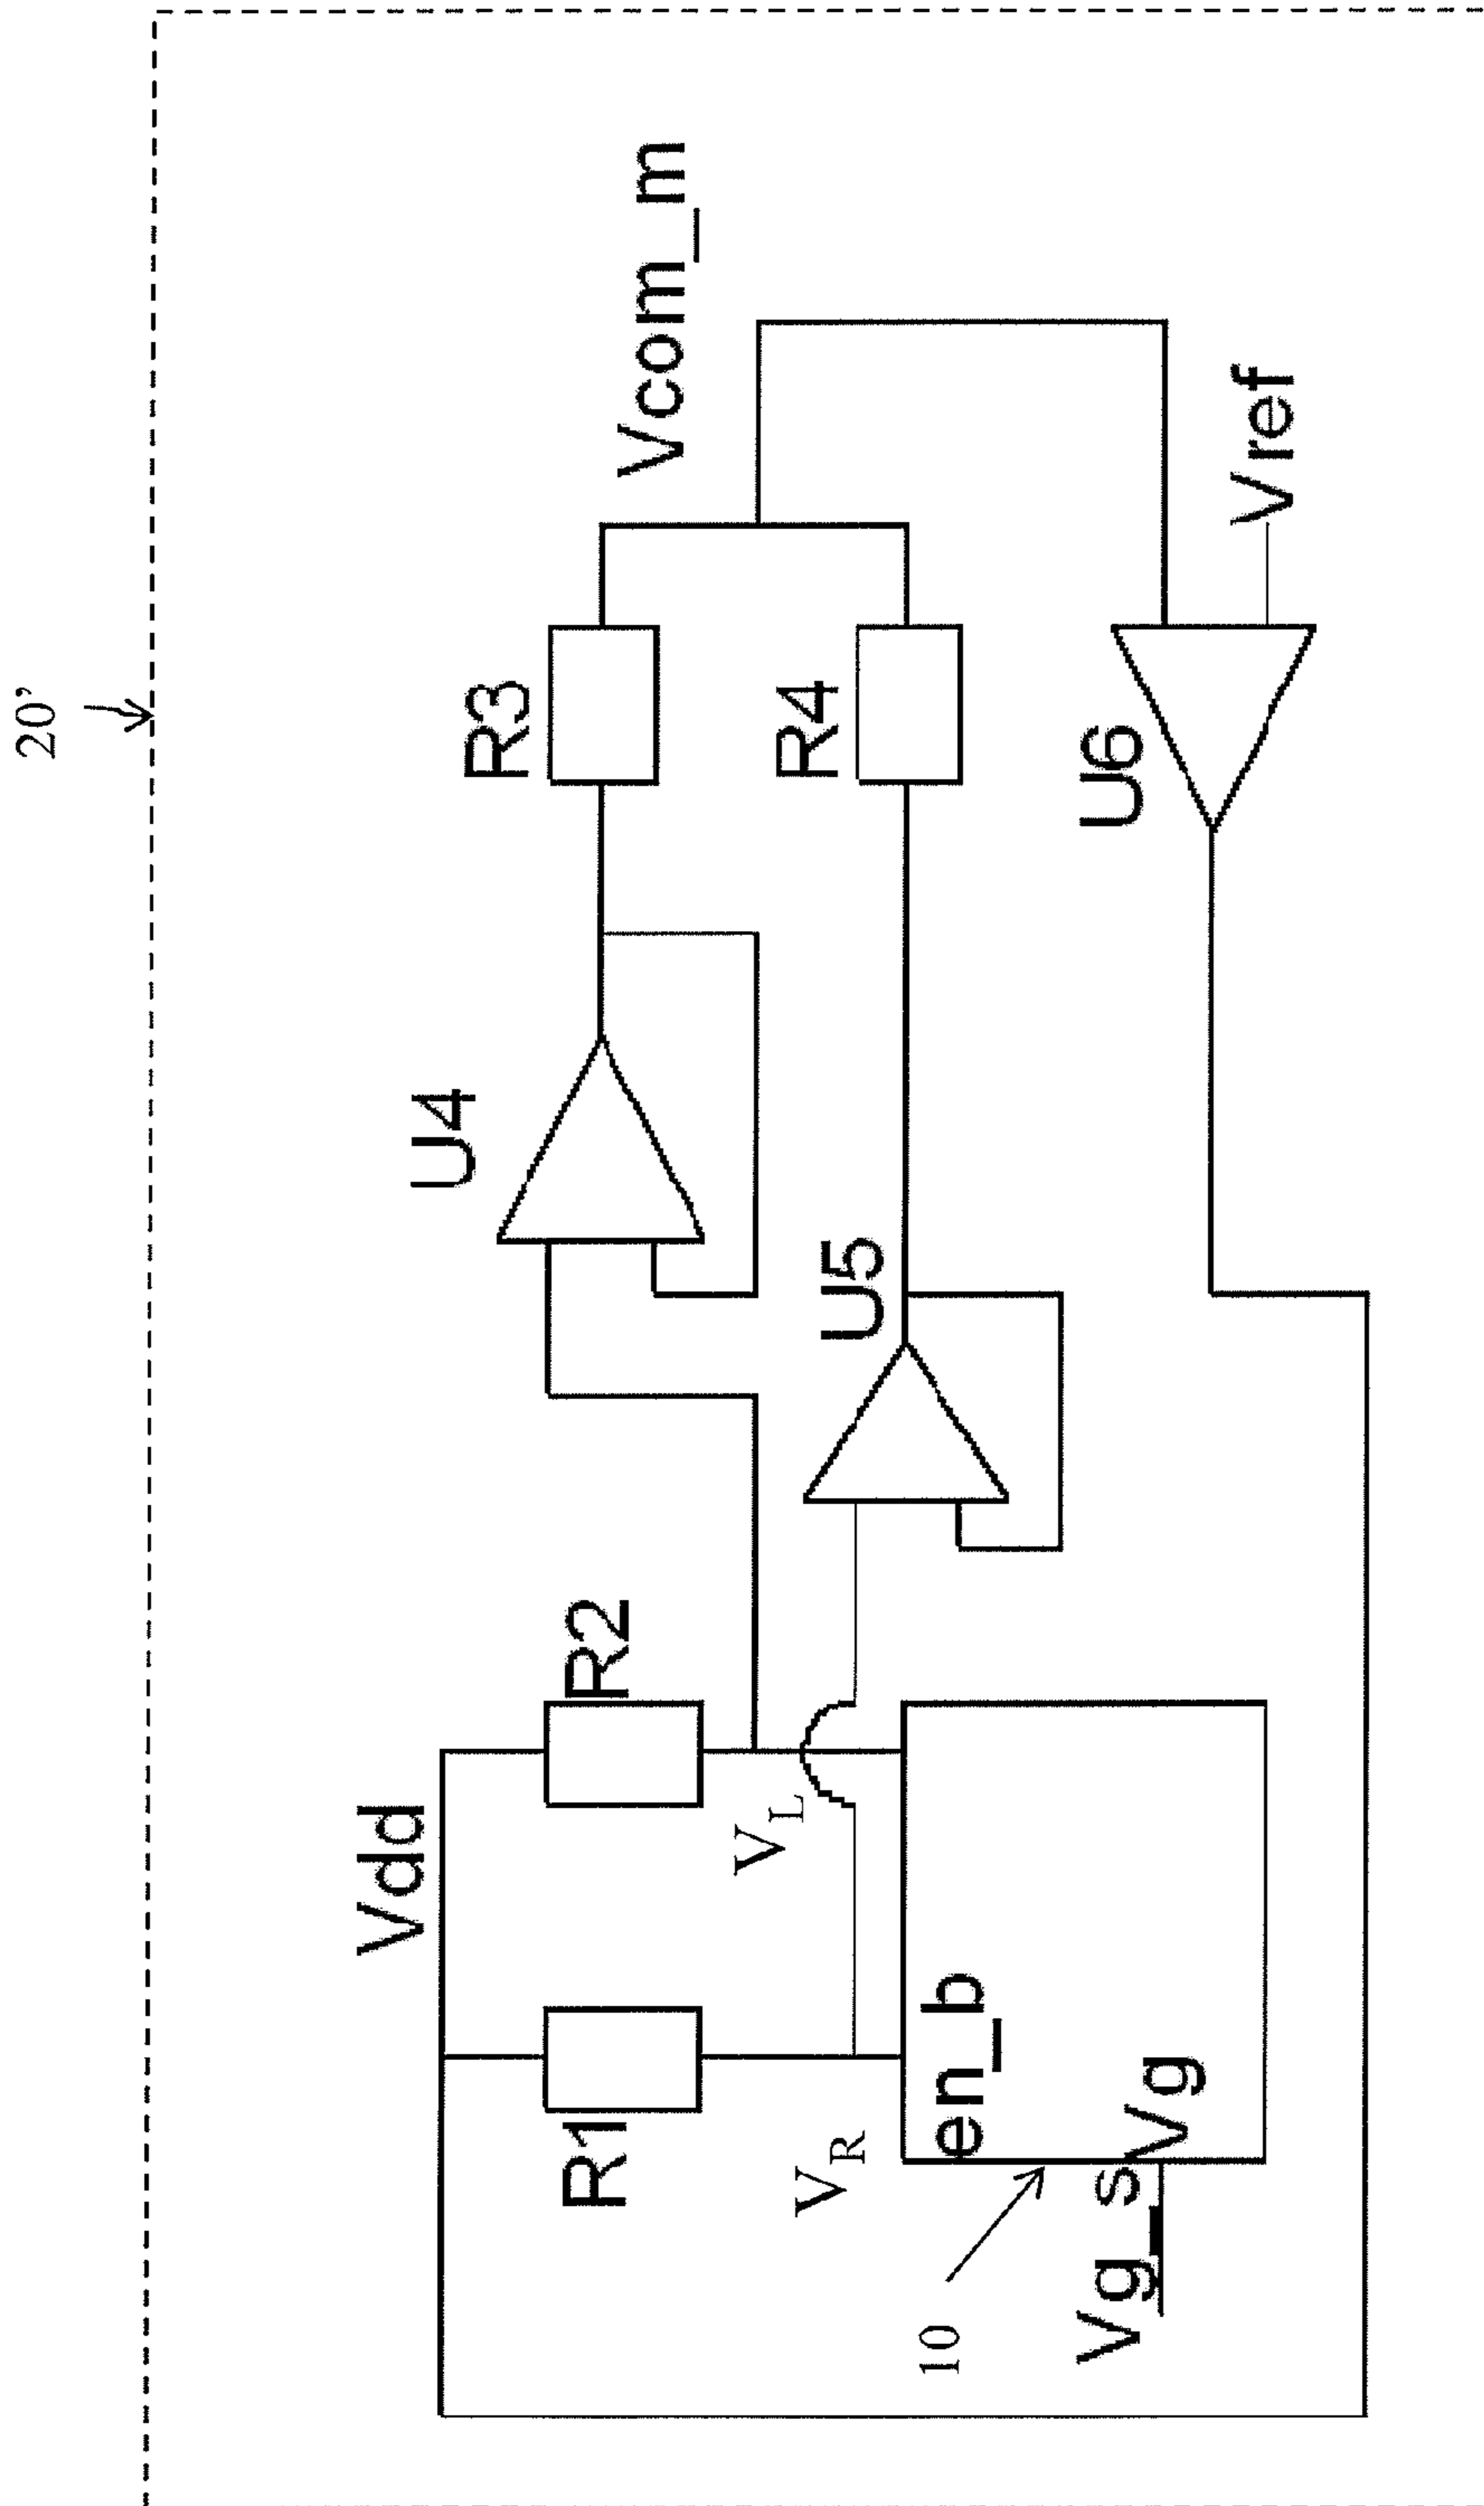 20’
Vdd
R1
R2
U4
R3
Vcom_m
VL
VR
U5
R4
en_b
10
Vg_s
Vg
U6
Vref